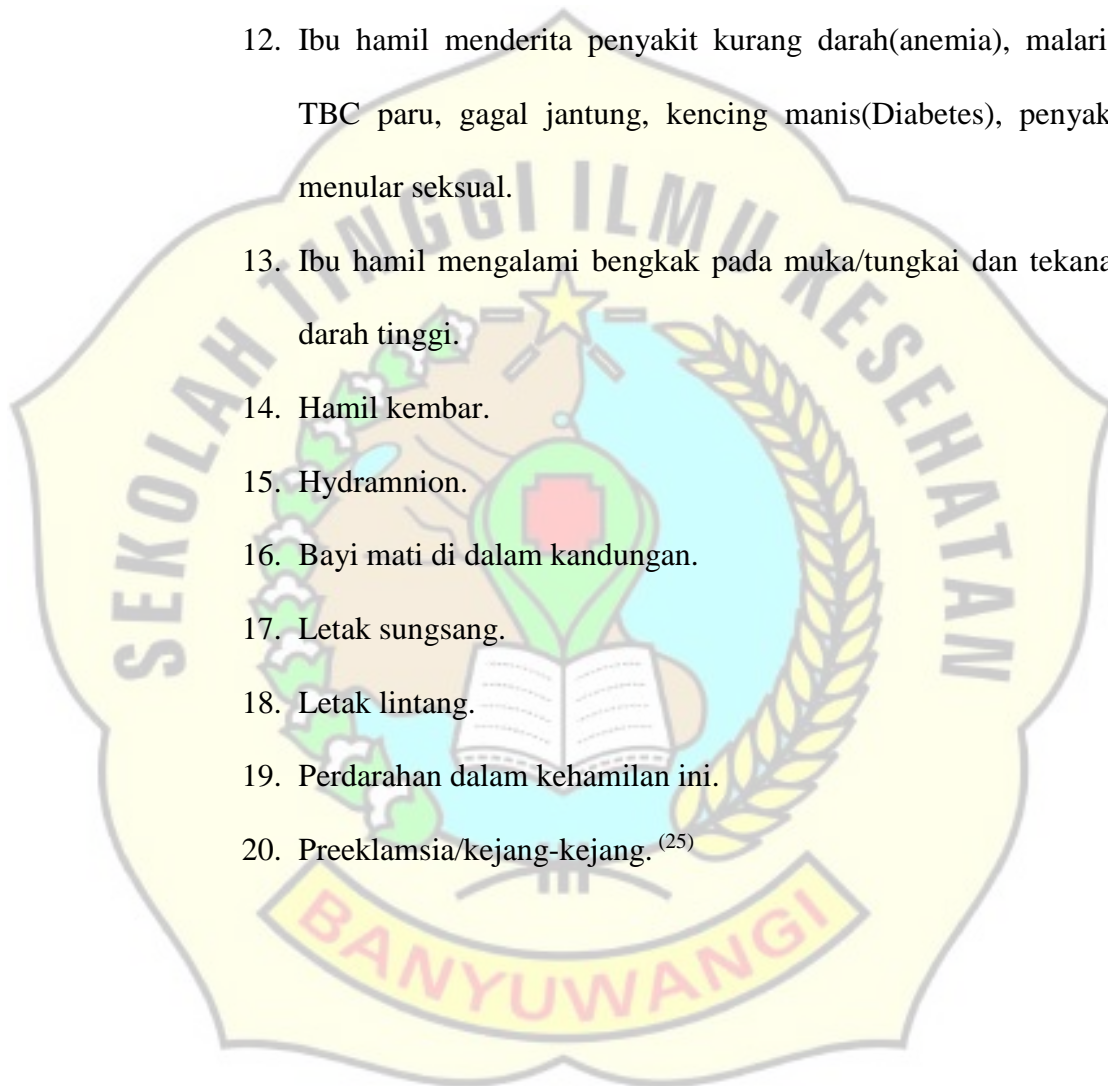 12. Ibu hamil menderita penyakit kurang darah(anemia), malari
TBC paru, gagal jantung, kencing manis(Diabetes), penyak
menular seksual.
13. Ibu hamil mengalami bengkak pada muka/tungkai dan tekana
darah tinggi.
14. Hamil kembar.
15. Hydramnion.
16. Bayi mati di dalam kandungan.
17. Letak sungsang.
18. Letak lintang.
19. Perdarahan dalam kehamilan ini.
20. Preeklamsia/kejang-kejang. (25)
SEKOLAH TINGGI ILMU KESEHATAN
BANYUWANGI